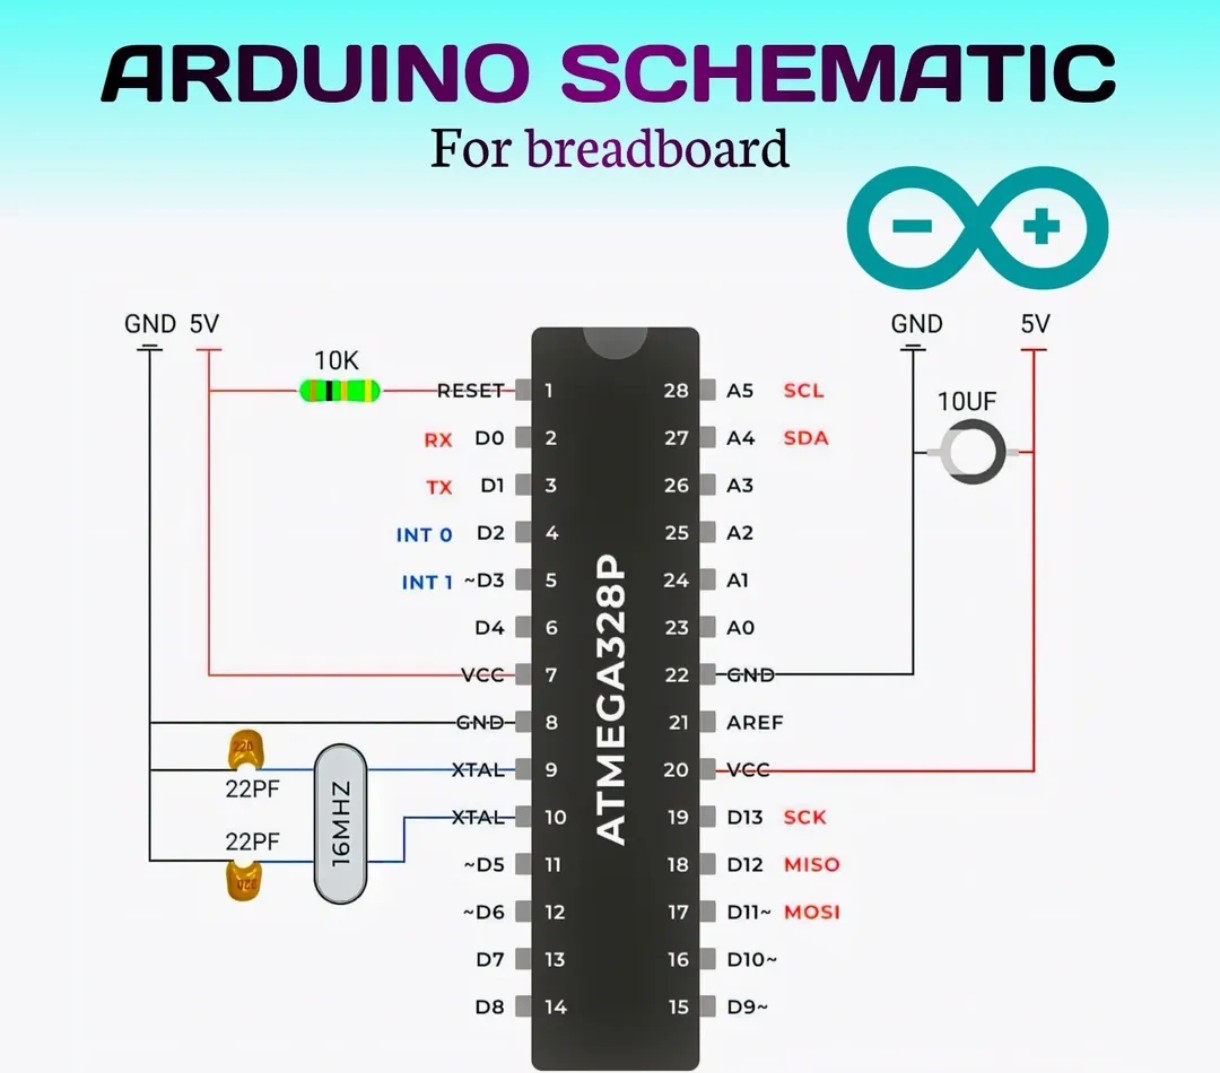 ARDUINO SCHEMATIC
For breadboard
GND 5V
GND 5V
10K
10UF
RESET 1 28 A5 SCL
RX D0 2 27 A4 SDA
TX D1 3 26 A3
INT 0 D2 4 25 A2
INT 1 ~D3 5 24 A1
D4 6 23 A0
VCC 7 22 GND
GND 8 21 AREF
XTAL 9 20 VCC
XTAL 10 19 D13 SCK
~D5 11 18 D12 MISO
~D6 12 17 D11~ MOSI
D7 13 16 D10~
D8 14 15 D9~
ATMEGA328P
220
22PF
22PF
220
16MHZ